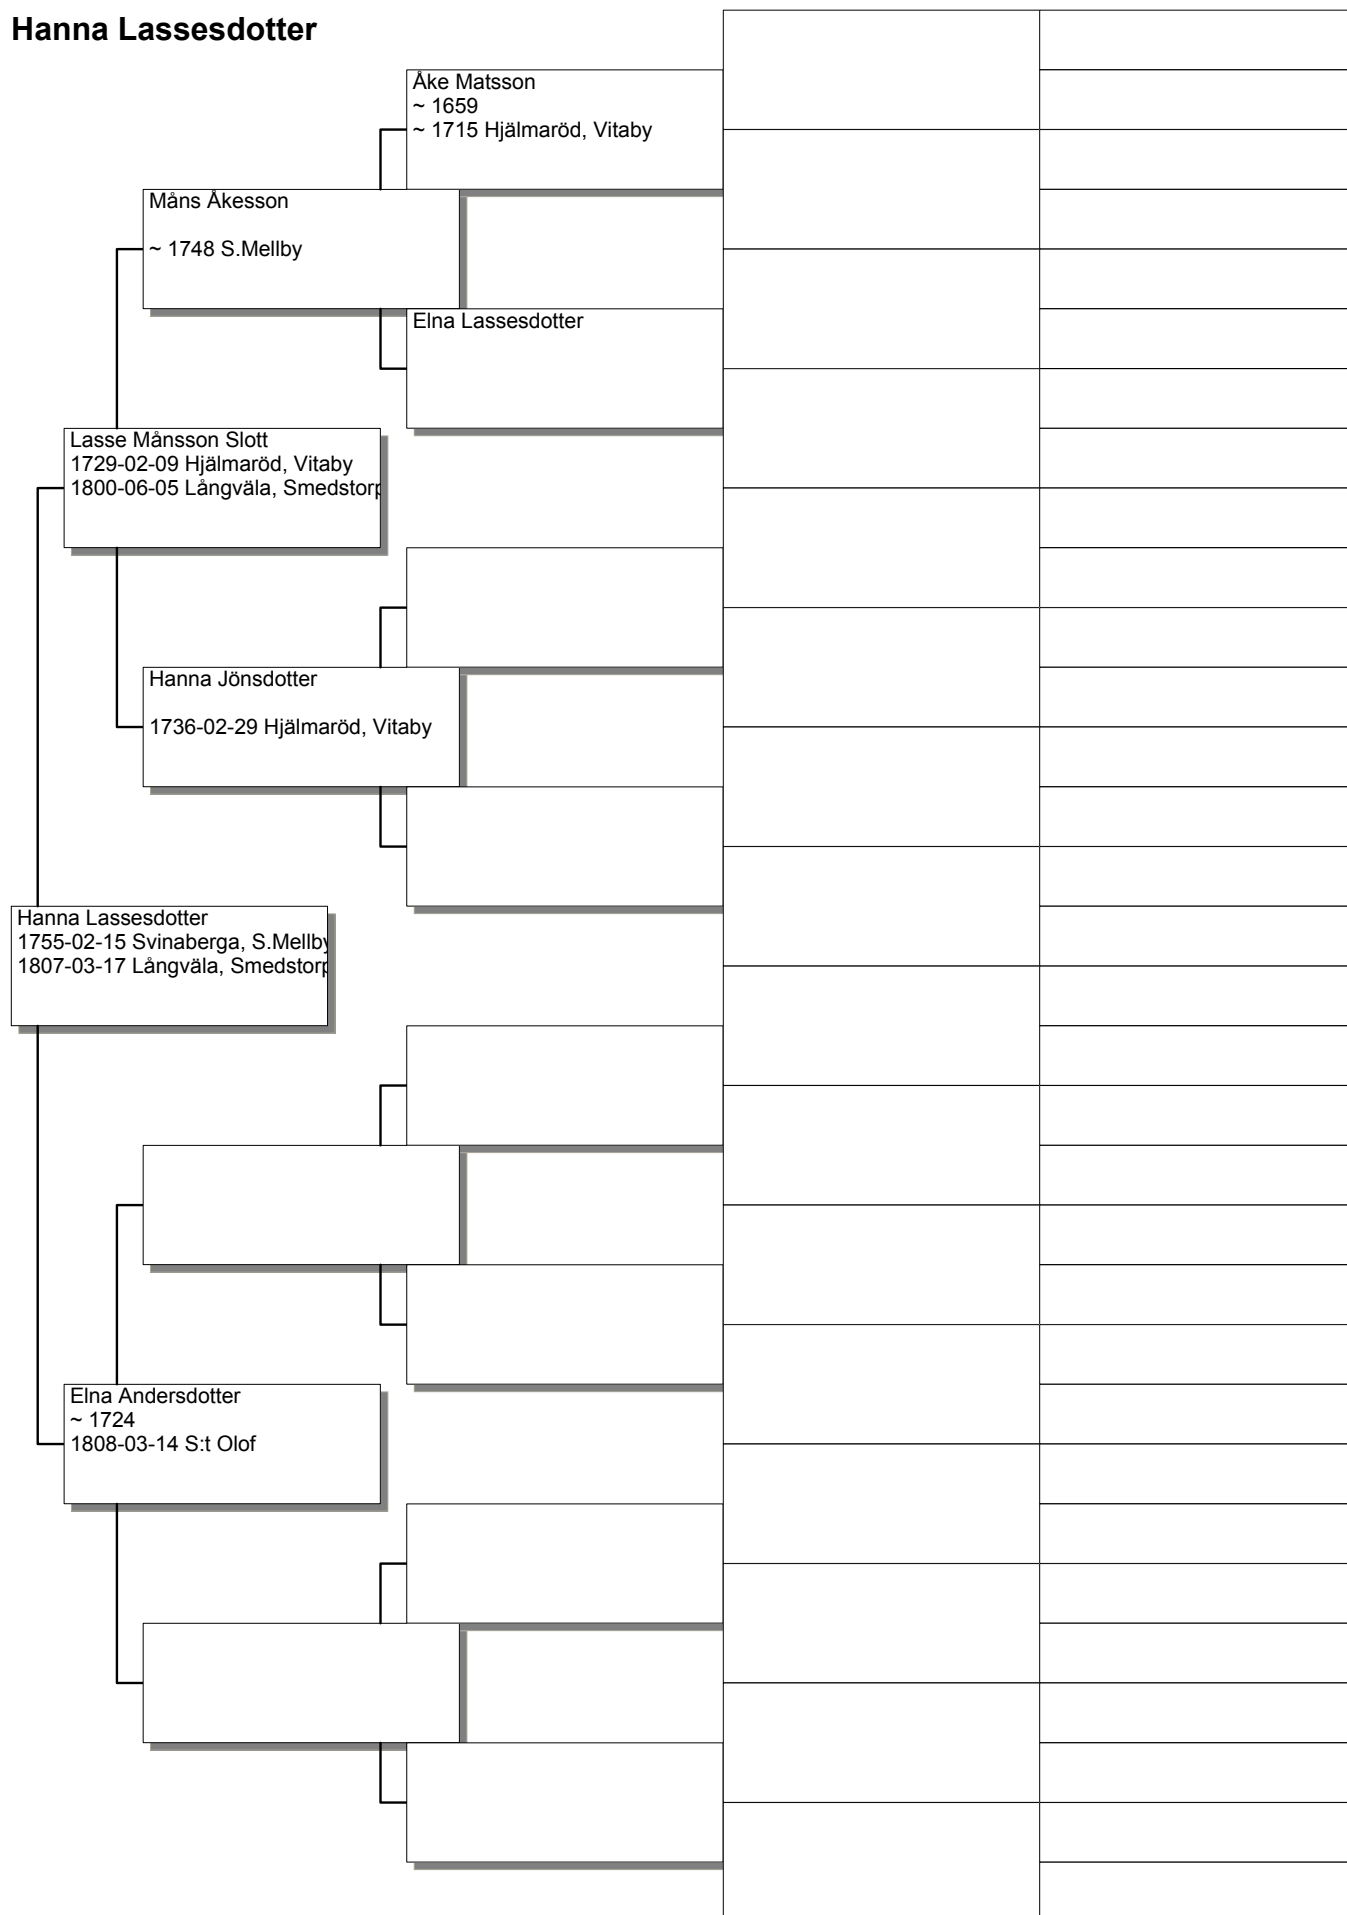 Hanna Lassesdotter
Åke Matsson
~ 1659
~ 1715 Hjälmaröd, Vitaby
Måns Åkesson
~ 1748 S.Mellby
Elna Lassesdotter
Lasse Månsson Slott
1729-02-09 Hjälmaröd, Vitaby
1800-06-05 Långväla, Smedstorp
Hanna Jönsdotter
1736-02-29 Hjälmaröd, Vitaby
Hanna Lassesdotter
1755-02-15 Svinaberga, S.Mellby
1807-03-17 Långväla, Smedstorp
Elna Andersdotter
~ 1724
1808-03-14 S:t Olof